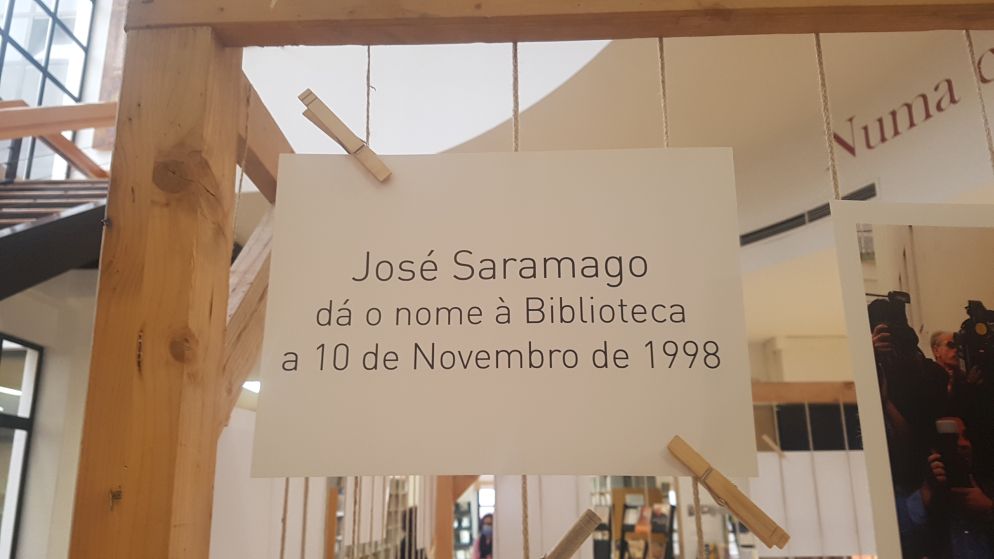 José Saramago
dá o nome à Biblioteca
a 10 de Novembro de 1998
Numa